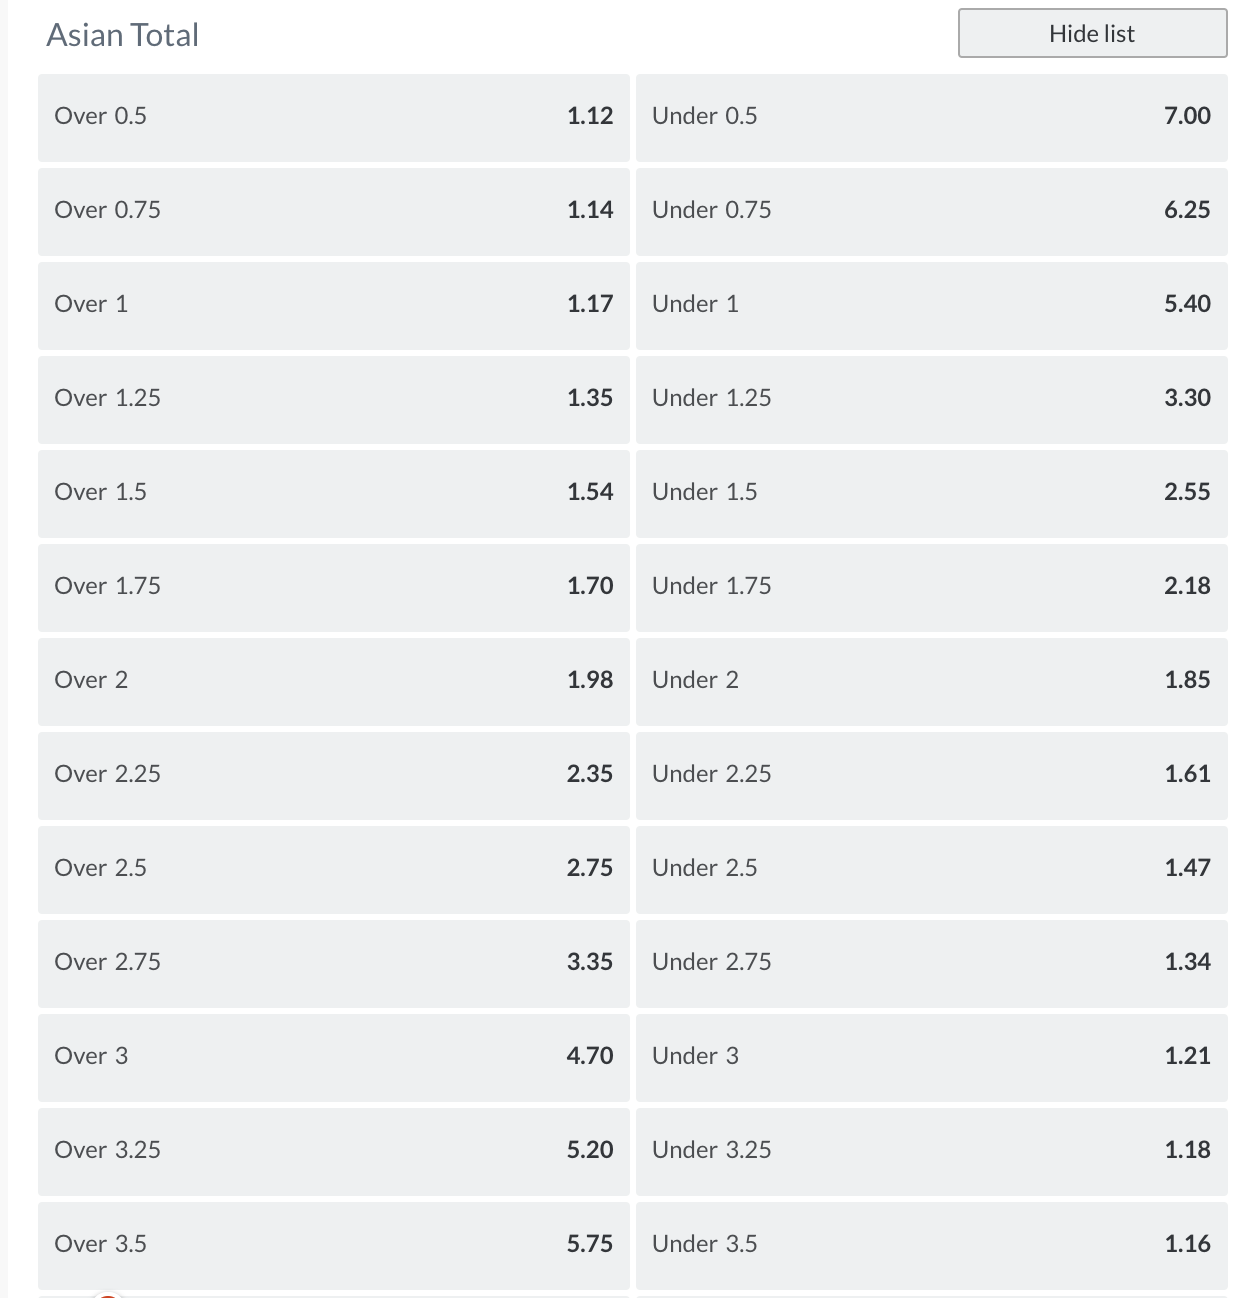 Asian Total
Hide list
Over 0.5 1.12 Under 0.5 7.00
Over 0.75 1.14 Under 0.75 6.25
Over 1 1.17 Under 1 5.40
Over 1.25 1.35 Under 1.25 3.30
Over 1.5 1.54 Under 1.5 2.55
Over 1.75 1.70 Under 1.75 2.18
Over 2 1.98 Under 2 1.85
Over 2.25 2.35 Under 2.25 1.61
Over 2.5 2.75 Under 2.5 1.47
Over 2.75 3.35 Under 2.75 1.34
Over 3 4.70 Under 3 1.21
Over 3.25 5.20 Under 3.25 1.18
Over 3.5 5.75 Under 3.5 1.16